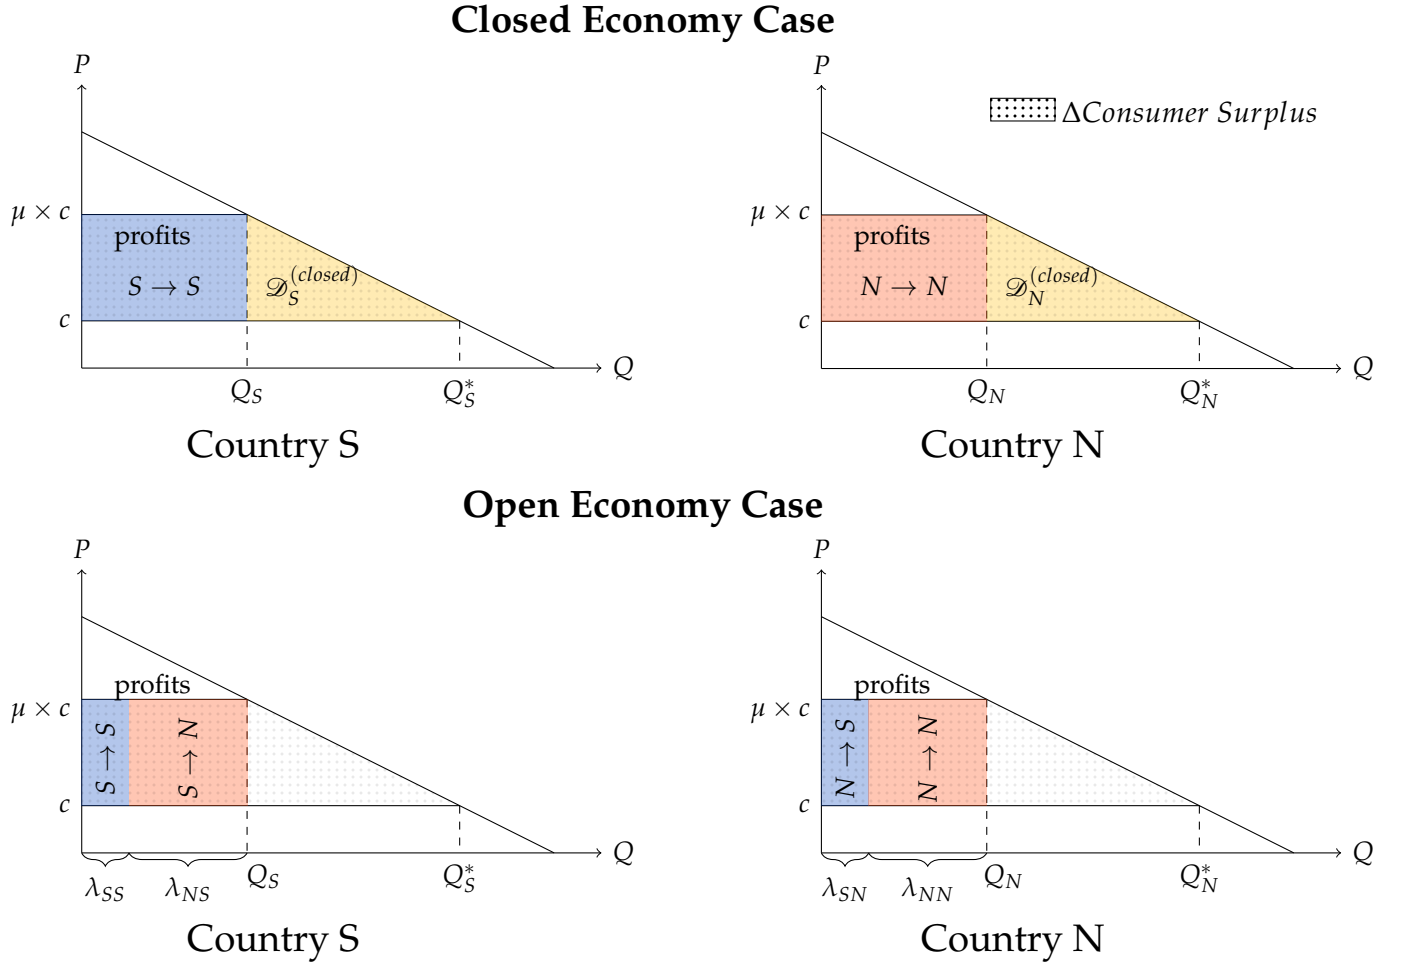 Closed Economy Case
P
μ × c
profits
S → S
𝒟_S^(closed)
c
Q
Q_S
Q_S^*
Country S
P
ΔConsumer Surplus
μ × c
profits
N → N
𝒟_N^(closed)
c
Q
Q_N
Q_N^*
Country N
Open Economy Case
P
profits
μ × c
S → S
S → N
c
Q
λ_SS
λ_NS
Q_S
Q_S^*
Country S
P
profits
μ × c
N → S
N → N
c
Q
λ_SN
λ_NN
Q_N
Q_N^*
Country N